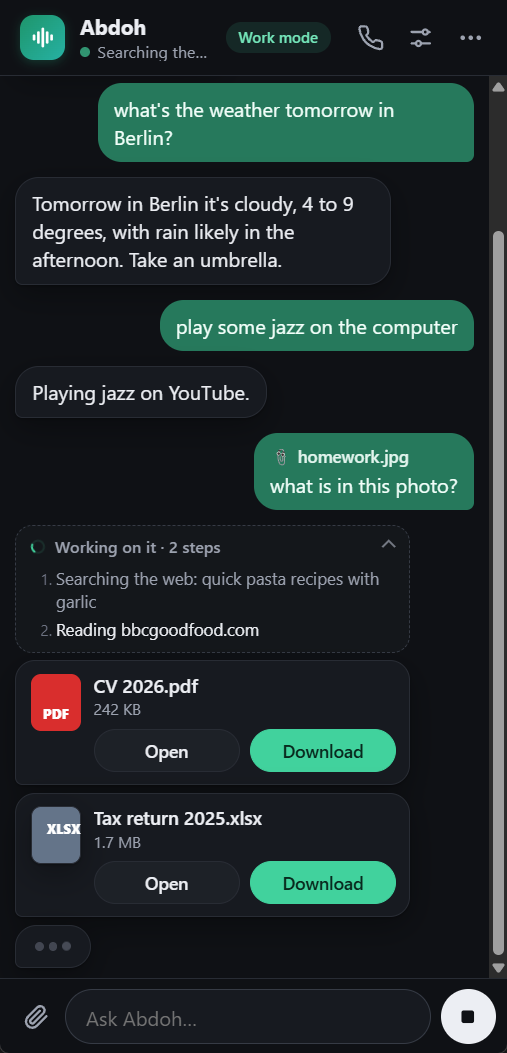 Abdoh
Searching the...
Work mode
what's the weather tomorrow in
Berlin?
Tomorrow in Berlin it's cloudy, 4 to 9
degrees, with rain likely in the
afternoon. Take an umbrella.
play some jazz on the computer
Playing jazz on YouTube.
homework.jpg
what is in this photo?
Working on it · 2 steps
1. Searching the web: quick pasta recipes with
garlic
2. Reading bbcgoodfood.com
PDF
CV 2026.pdf
242 KB
Open
Download
XLSX
Tax return 2025.xlsx
1.7 MB
Open
Download
Ask Abdoh...